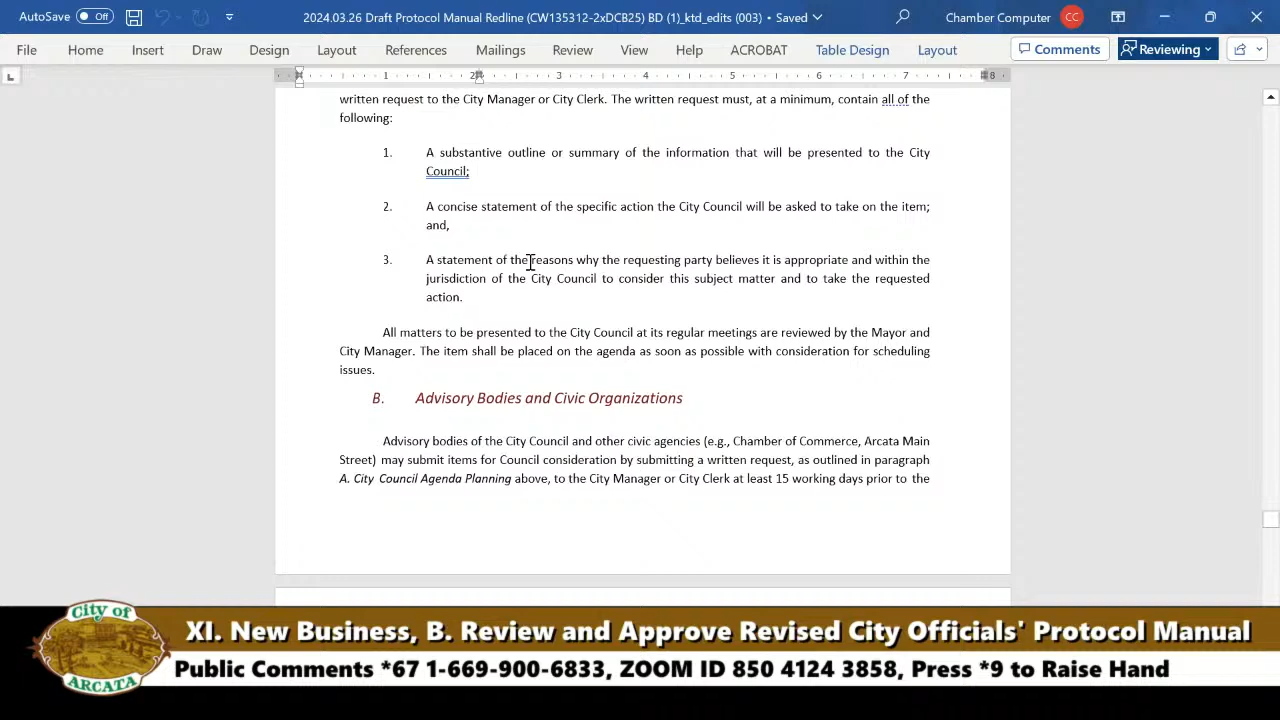 AutoSave Off 2024.03.26 Draft Protocol Manual Redline (CW135312-2xDCB25) BD (1)_ktd_edits (003) • Saved Chamber Computer CC
File Home Insert Draw Design Layout References Mailings Review View Help ACROBAT Table Design Layout Comments Reviewing
1 2 3 4 5 6 7 8
written request to the City Manager or City Clerk. The written request must, at a minimum, contain all of the
following:
1. A substantive outline or summary of the information that will be presented to the City
Council;
2. A concise statement of the specific action the City Council will be asked to take on the item;
and,
3. A statement of the reasons why the requesting party believes it is appropriate and within the
jurisdiction of the City Council to consider this subject matter and to take the requested
action.
All matters to be presented to the City Council at its regular meetings are reviewed by the Mayor and
City Manager. The item shall be placed on the agenda as soon as possible with consideration for scheduling
issues.
B. Advisory Bodies and Civic Organizations
Advisory bodies of the City Council and other civic agencies (e.g., Chamber of Commerce, Arcata Main
Street) may submit items for Council consideration by submitting a written request, as outlined in paragraph
A. City Council Agenda Planning above, to the City Manager or City Clerk at least 15 working days prior to the
City of
ARCATA
XI. New Business, B. Review and Approve Revised City Officials' Protocol Manual
Public Comments *67 1-669-900-6833, ZOOM ID 850 4124 3858, Press *9 to Raise Hand